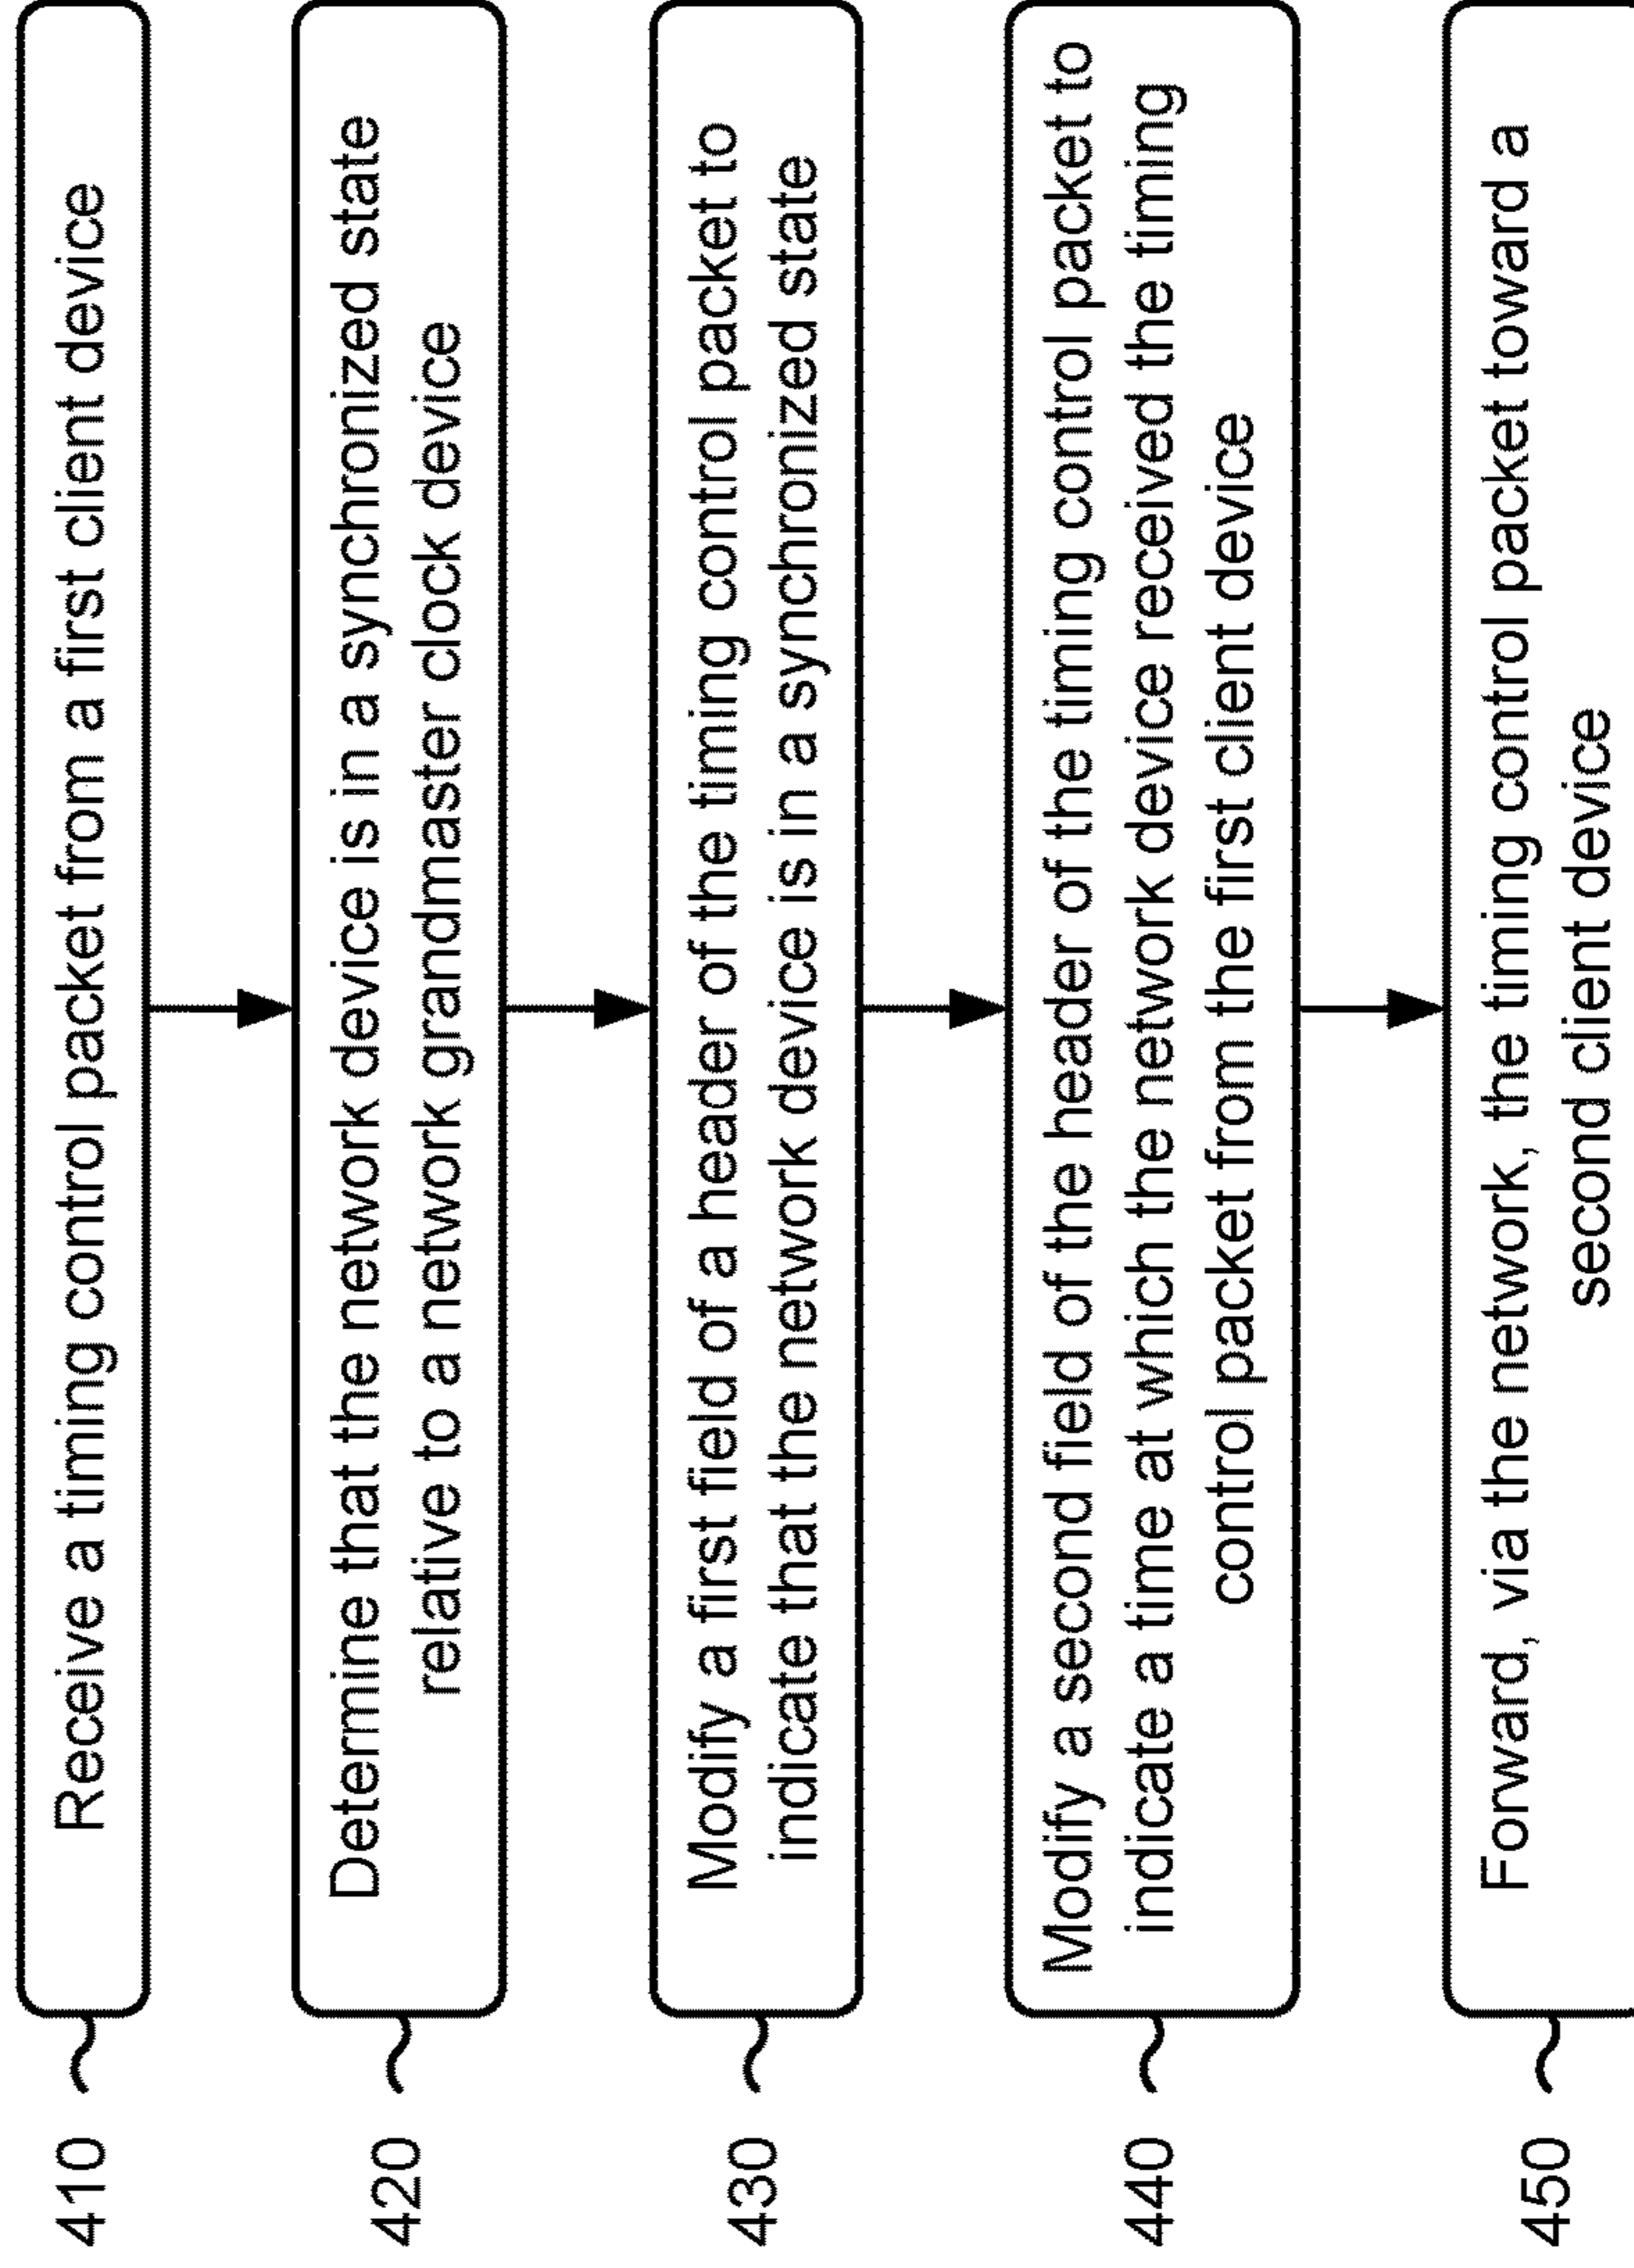 410
Receive a timing control packet from a first client device
420
Determine that the network device is in a synchronized state
relative to a network grandmaster clock device
430
Modify a first field of a header of the timing control packet to
indicate that the network device is in a synchronized state
440
Modify a second field of the header of the timing control packet to
indicate a time at which the network device received the timing
control packet from the first client device
450
Forward, via the network, the timing control packet toward a
second client device